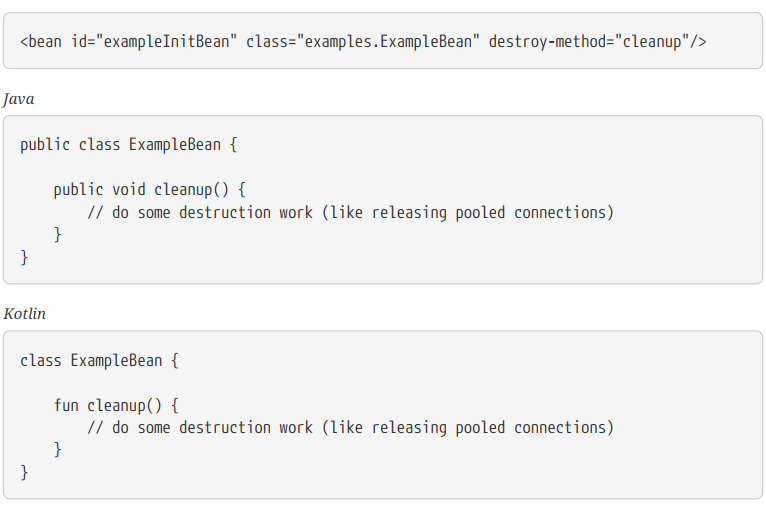 <bean id="exampleInitBean" class="examples.ExampleBean" destroy-method="cleanup"/>
Java
public class ExampleBean {
    public void cleanup() {
        // do some destruction work (like releasing pooled connections)
    }
}
Kotlin
class ExampleBean {
    fun cleanup() {
        // do some destruction work (like releasing pooled connections)
    }
}